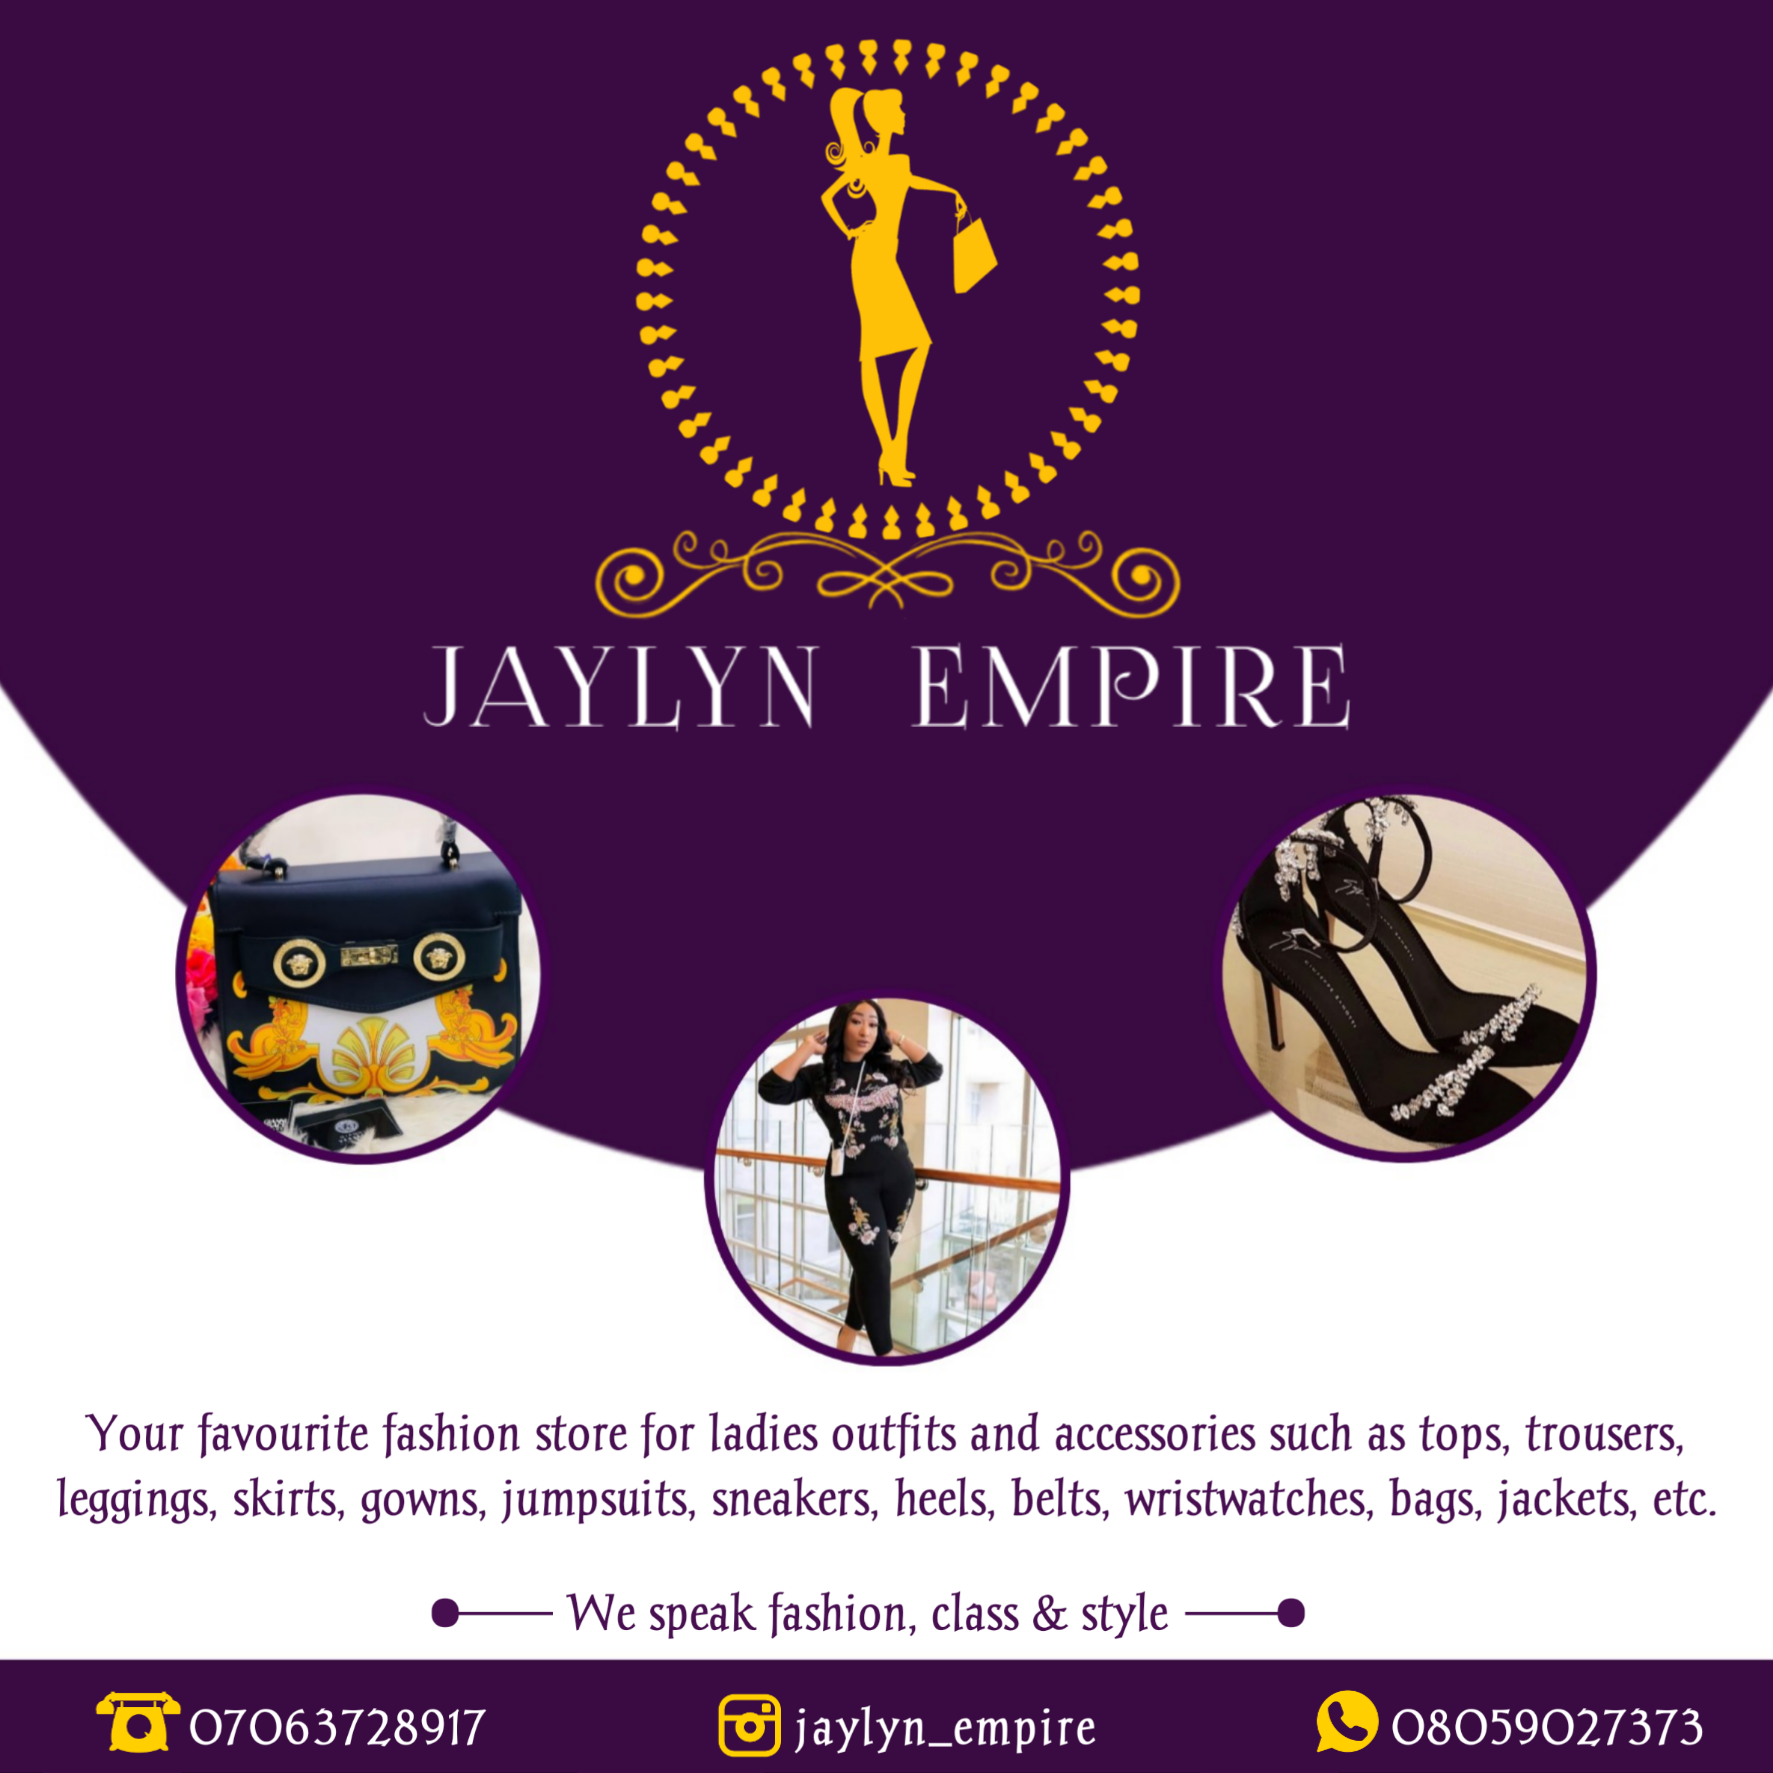 JAYLYN EMPIRE
Your favourite fashion store for ladies outfits and accessories such as tops, trousers,
leggings, skirts, gowns, jumpsuits, sneakers, heels, belts, wristwatches, bags, jackets, etc.
We speak fashion, class & style
07063728917
jaylyn_empire
08059027373